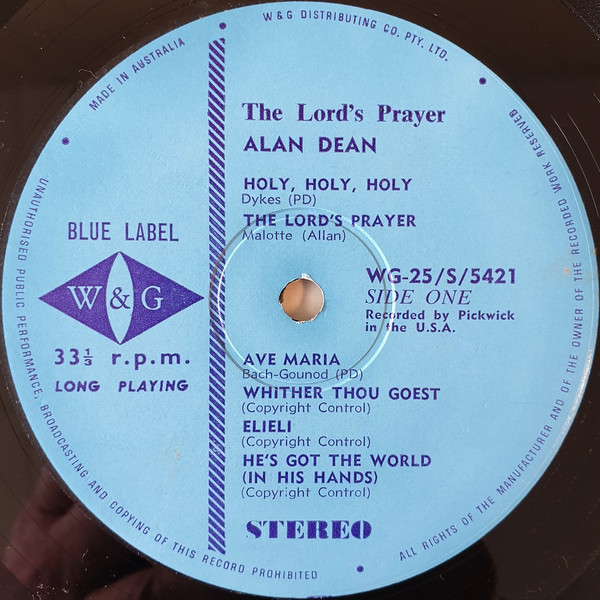 W&G DISTRIBUTING CO. PTY. LTD.
MADE IN AUSTRALIA
The Lord's Prayer
ALAN DEAN
HOLY, HOLY, HOLY
Dykes (PD)
THE LORD'S PRAYER
Malotte (Allan)
BLUE LABEL
W&G
33⅓ r.p.m.
LONG PLAYING
WG-25/S/5421
SIDE ONE
Recorded by Pickwick
in the U.S.A.
AVE MARIA
Bach-Gounod (PD)
WHiTHER THOU GOEST
(Copyright Control)
ELIELI
(Copyright Control)
HE'S GOT THE WORLD
(IN HIS HANDS)
(Copyright Control)
STEREO
UNAUTHORISED PUBLIC PERFORMANCE, BROADCASTING AND COPYING OF THIS RECORD PROHIBITED
ALL RIGHTS OF THE MANUFACTURER AND OF THE OWNER OF THE RECORDED WORK RESERVED